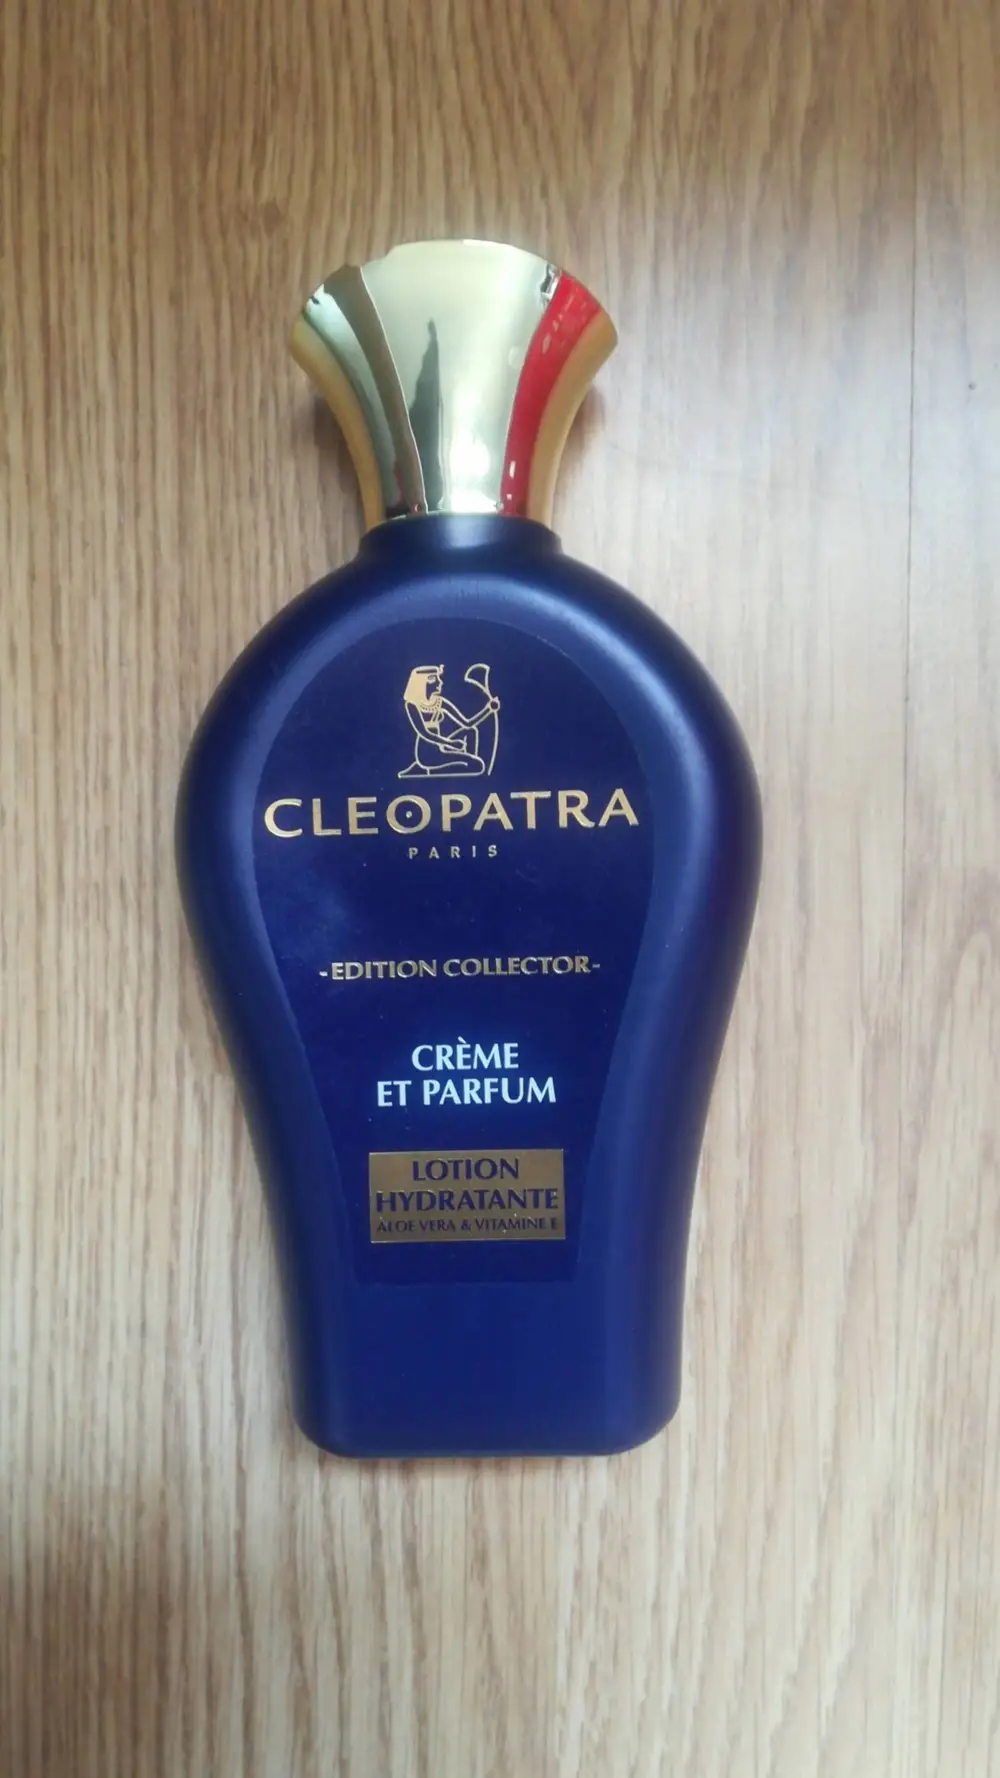 CLEOPATRA
PARIS
-EDITION COLLECTOR-
CRÈME
ET PARFUM
LOTION
HYDRATANTE
ALOE VERA & VITAMINE E